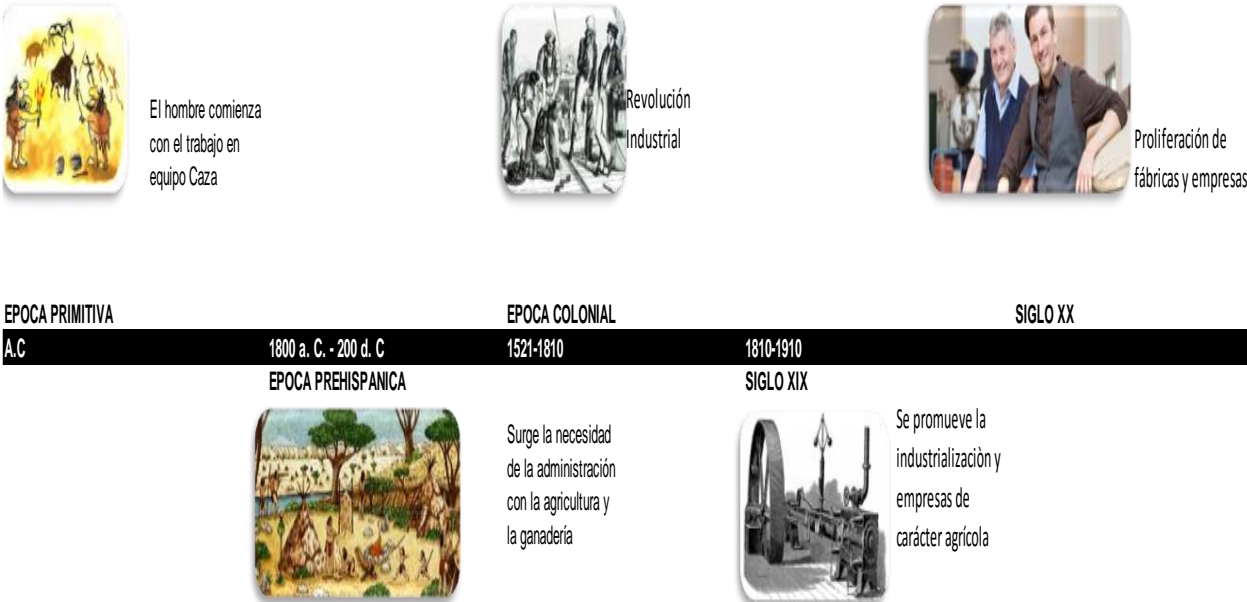 El hombre comienza
con el trabajo en
equipo Caza
Revolución
Industrial
Proliferación de
fábricas y empresas
EPOCA PRIMITIVA
EPOCA COLONIAL
SIGLO XX
A.C
1800 a. C. - 200 d. C
1521-1810
1810-1910
EPOCA PREHISPANICA
SIGLO XIX
Surge la necesidad
de la administración
con la agricultura y
la ganadería
Se promueve la
industrializaciòn y
empresas de
carácter agrícola